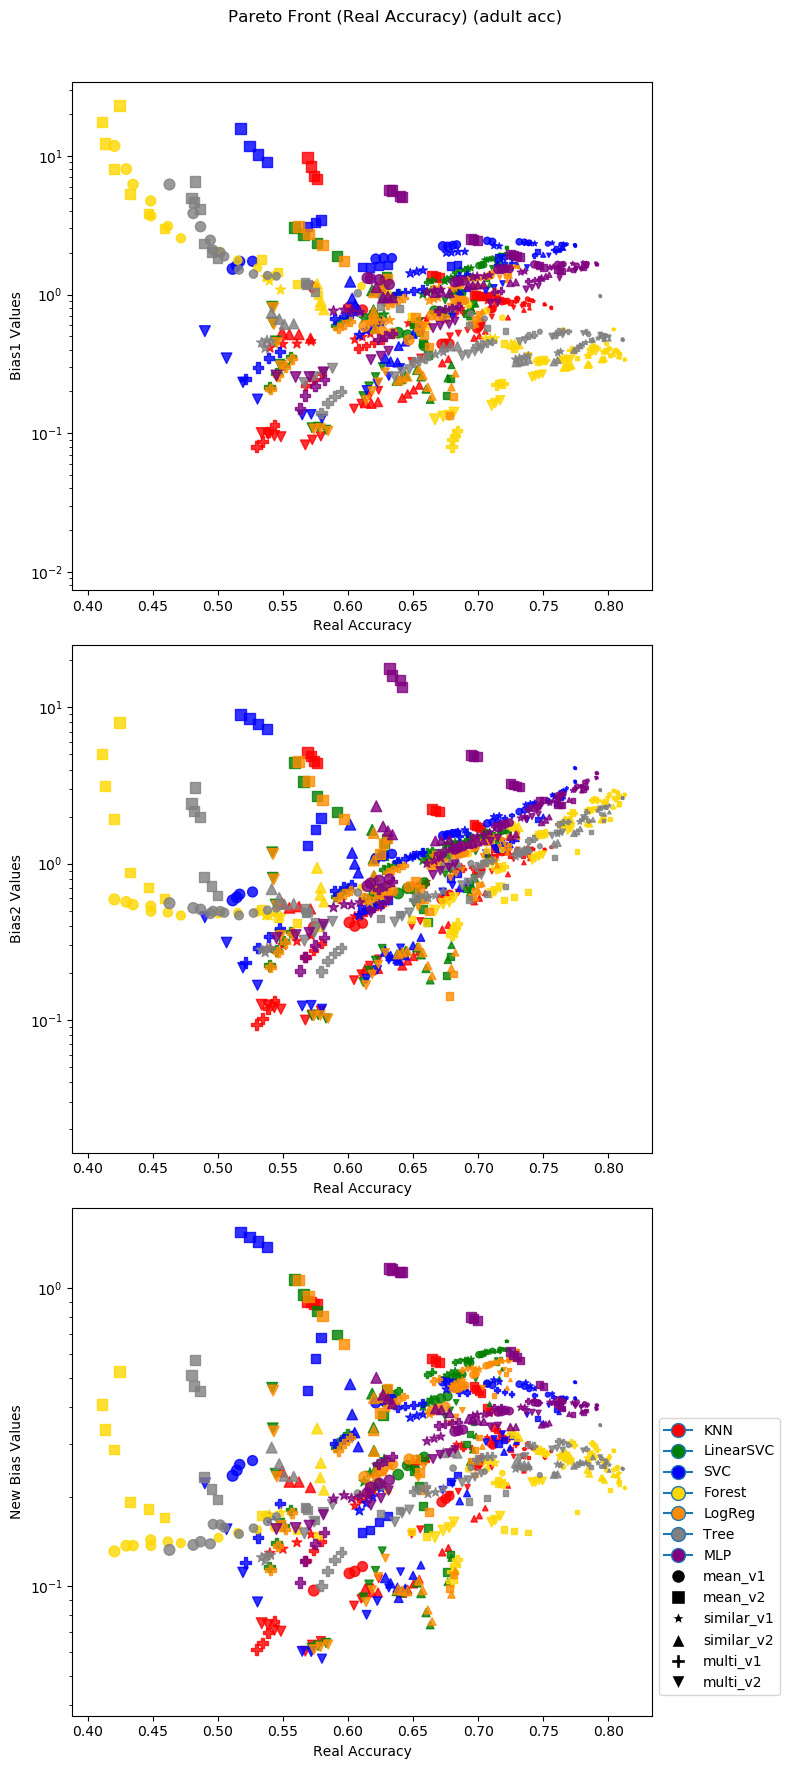 Pareto Front (Real Accuracy) (adult acc)
10¹
10⁰
10⁻¹
10⁻²
Bias1 Values
0.40 0.45 0.50 0.55 0.60 0.65 0.70 0.75 0.80
Real Accuracy
10¹
10⁰
10⁻¹
Bias2 Values
0.40 0.45 0.50 0.55 0.60 0.65 0.70 0.75 0.80
Real Accuracy
10⁰
10⁻¹
New Bias Values
0.40 0.45 0.50 0.55 0.60 0.65 0.70 0.75 0.80
Real Accuracy
KNN
LinearSVC
SVC
Forest
LogReg
Tree
MLP
mean_v1
mean_v2
similar_v1
similar_v2
multi_v1
multi_v2